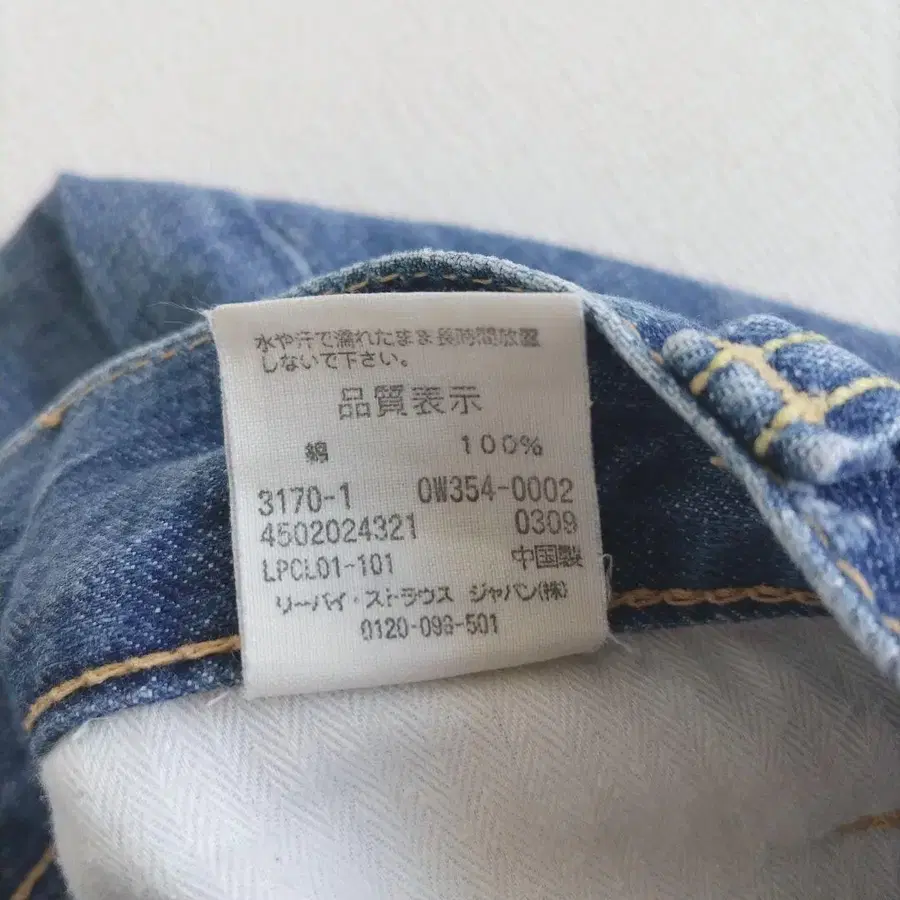 水や汗で濡れたまま長時間放置
しないで下さい。
品質表示
綿 100%
3170-1 0W354-0002
4502024321 0309
LPCL01-101 中国製
リーバイ・ストラウス ジャパン(株)
0120-099-501